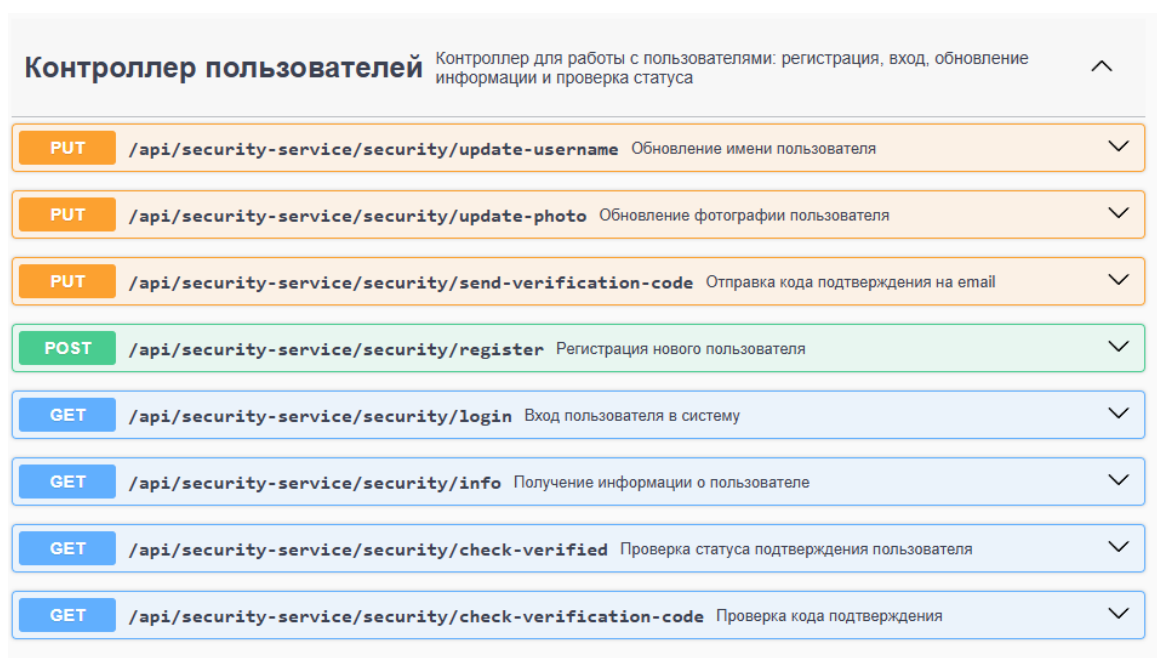 Контроллер пользователей Контроллер для работы с пользователями: регистрация, вход, обновление
информации и проверка статуса
PUT /api/security-service/security/update-username Обновление имени пользователя
PUT /api/security-service/security/update-photo Обновление фотографии пользователя
PUT /api/security-service/security/send-verification-code Отправка кода подтверждения на email
POST /api/security-service/security/register Регистрация нового пользователя
GET /api/security-service/security/login Вход пользователя в систему
GET /api/security-service/security/info Получение информации о пользователе
GET /api/security-service/security/check-verified Проверка статуса подтверждения пользователя
GET /api/security-service/security/check-verification-code Проверка кода подтверждения